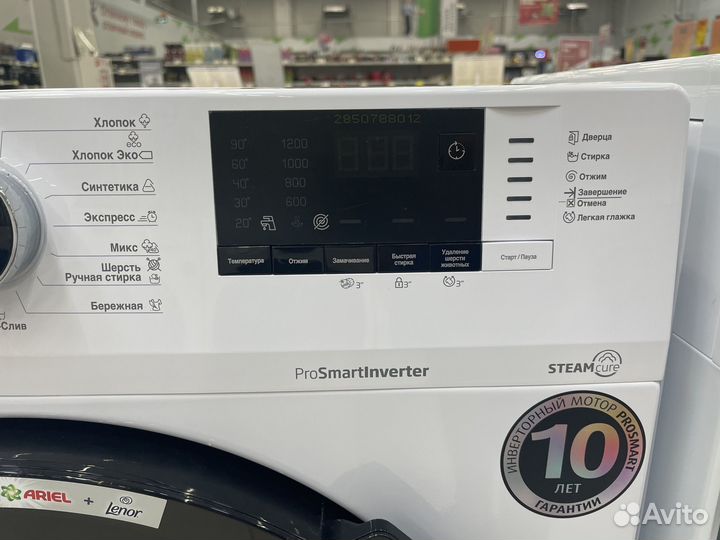 Хлопок
eco
Хлопок Эко
Синтетика
Экспресс
Микс
Шерсть
Ручная стирка
Бережная
-Слив
2850788012
90° 1200
60° 1000
40° 800
30° 600
20°
Температура
Отжим
Замачивание
Быстрая стирка
Удаление шерсти животных
Старт / Пауза
3"
3"
3"
Дверца
Стирка
Отжим
Завершение
Отмена
Легкая глажка
ProSmartInverter
STEAMcure
ИНВЕРТОРНЫЙ МОТОР PROSMART
10
ЛЕТ
ГАРАНТИИ
ARIEL + Lenor
Avito